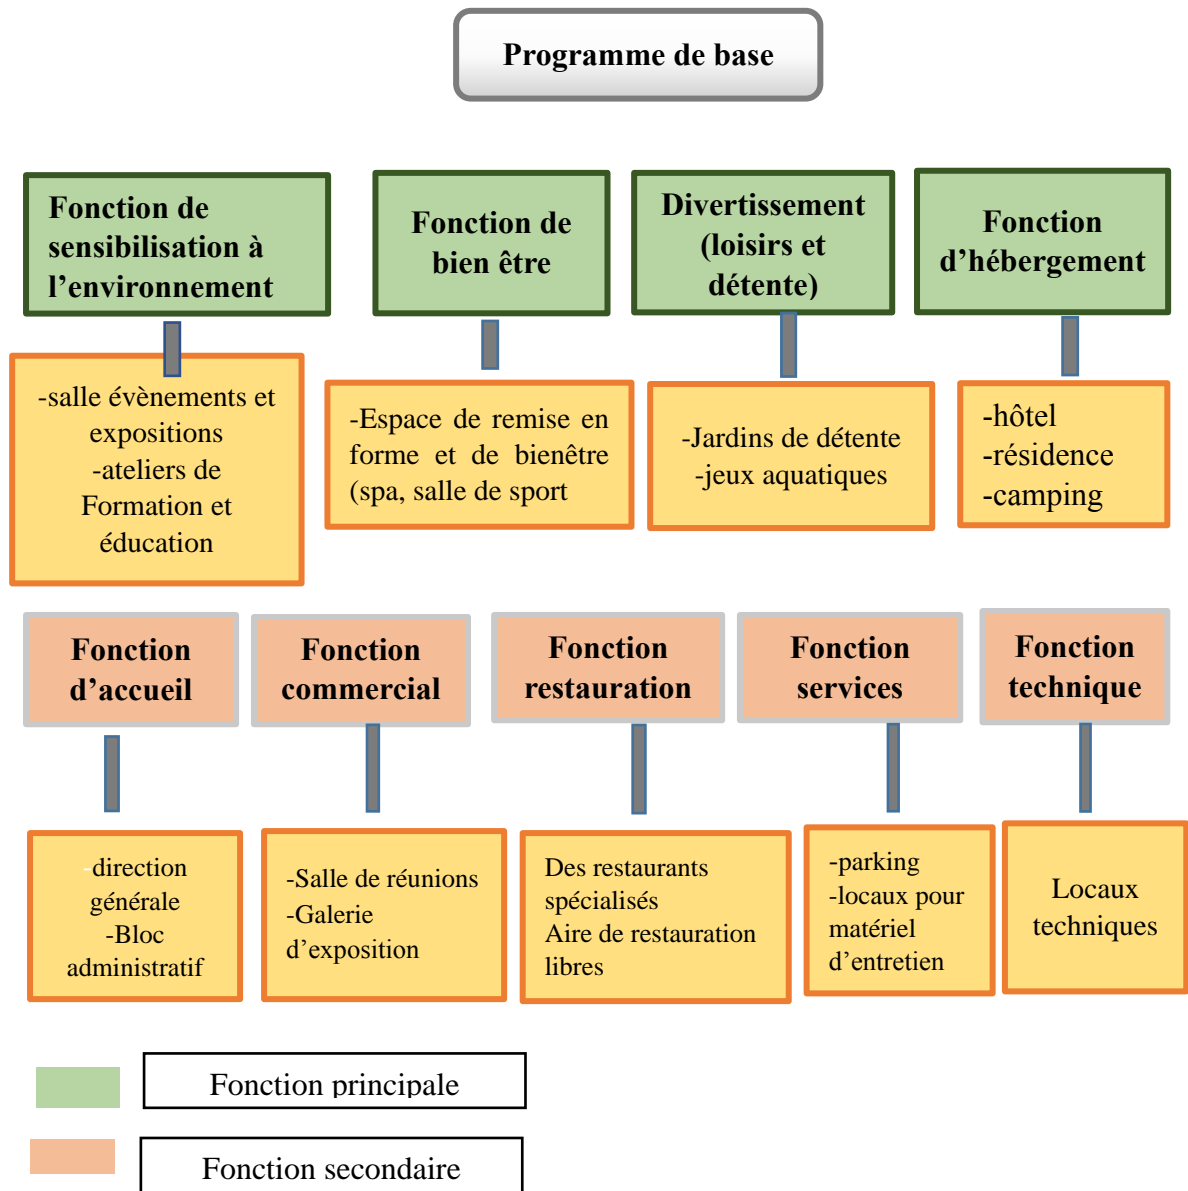 Programme de base
Fonction de
sensibilisation à
l’environnement
Fonction de
bien être
Divertissement
(loisirs et
détente)
Fonction
d’hébergement
-salle évènements et
expositions
-ateliers de
Formation et
éducation
-Espace de remise en
forme et de bienêtre
(spa, salle de sport
-Jardins de détente
-jeux aquatiques
-hôtel
-résidence
-camping
Fonction
d’accueil
Fonction
commercial
Fonction
restauration
Fonction
services
Fonction
technique
-direction
générale
-Bloc
administratif
-Salle de réunions
-Galerie
d’exposition
Des restaurants
spécialisés
Aire de restauration
libres
-parking
-locaux pour
matériel
d’entretien
Locaux
techniques
Fonction principale
Fonction secondaire